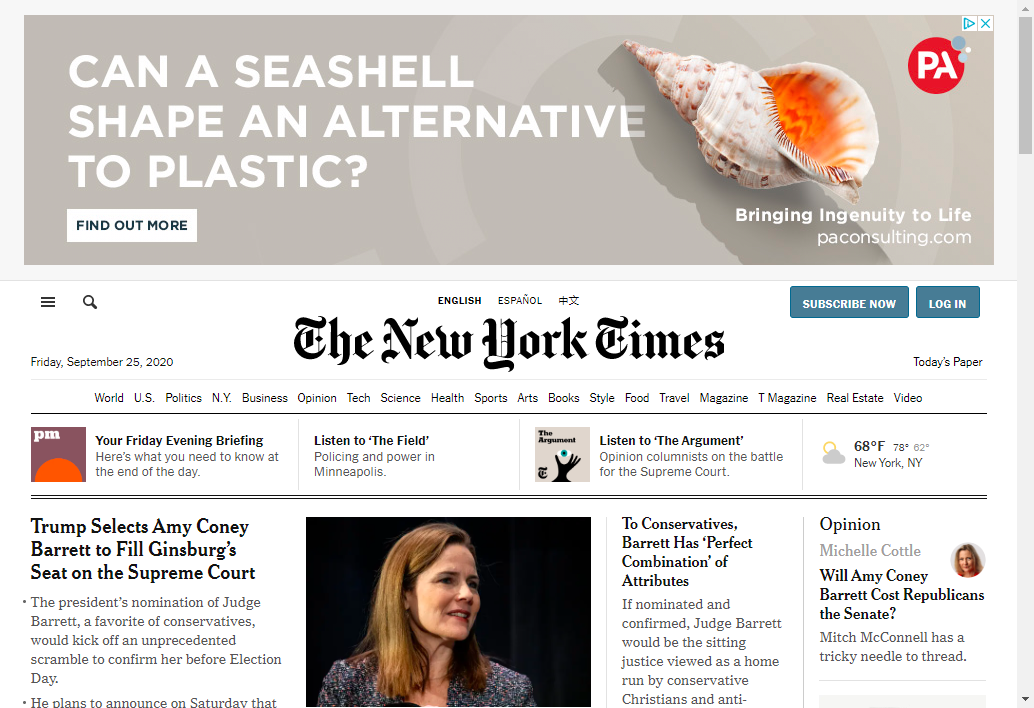 CAN A SEASHELL
SHAPE AN ALTERNATIVE
TO PLASTIC?
FIND OUT MORE
PA
Bringing Ingenuity to Life
paconsulting.com
ENGLISH ESPAÑOL 中文
SUBSCRIBE NOW LOG IN
The New York Times
Friday, September 25, 2020
Today's Paper
World U.S. Politics N.Y. Business Opinion Tech Science Health Sports Arts Books Style Food Travel Magazine T Magazine Real Estate Video
pm
Your Friday Evening Briefing
Here's what you need to know at
the end of the day.
Listen to ‘The Field’
Policing and power in
Minneapolis.
The
Argument
T
Listen to ‘The Argument’
Opinion columnists on the battle
for the Supreme Court.
68°F 78° 62°
New York, NY
Trump Selects Amy Coney
Barrett to Fill Ginsburg’s
Seat on the Supreme Court
• The president’s nomination of Judge
Barrett, a favorite of conservatives,
would kick off an unprecedented
scramble to confirm her before Election
Day.
• He plans to announce on Saturday that
To Conservatives,
Barrett Has ‘Perfect
Combination’ of
Attributes
If nominated and
confirmed, Judge Barrett
would be the sitting
justice viewed as a home
run by conservative
Christians and anti-
Opinion
Michelle Cottle
Will Amy Coney
Barrett Cost Republicans
the Senate?
Mitch McConnell has a
tricky needle to thread.